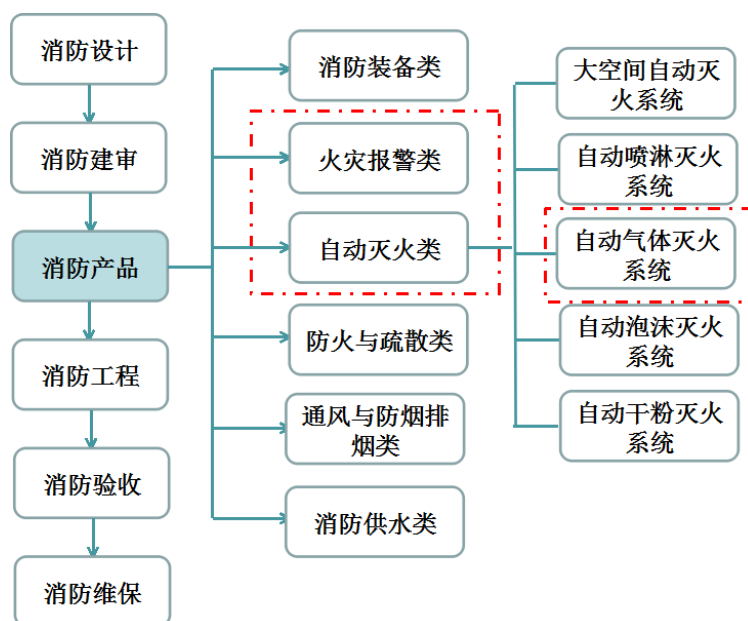 消防设计
消防建审
消防产品
消防工程
消防验收
消防维保
消防装备类
火灾报警类
自动灭火类
防火与疏散类
通风与防烟排
烟类
消防供水类
大空间自动灭
火系统
自动喷淋灭火
系统
自动气体灭火
系统
自动泡沫灭火
系统
自动干粉灭火
系统